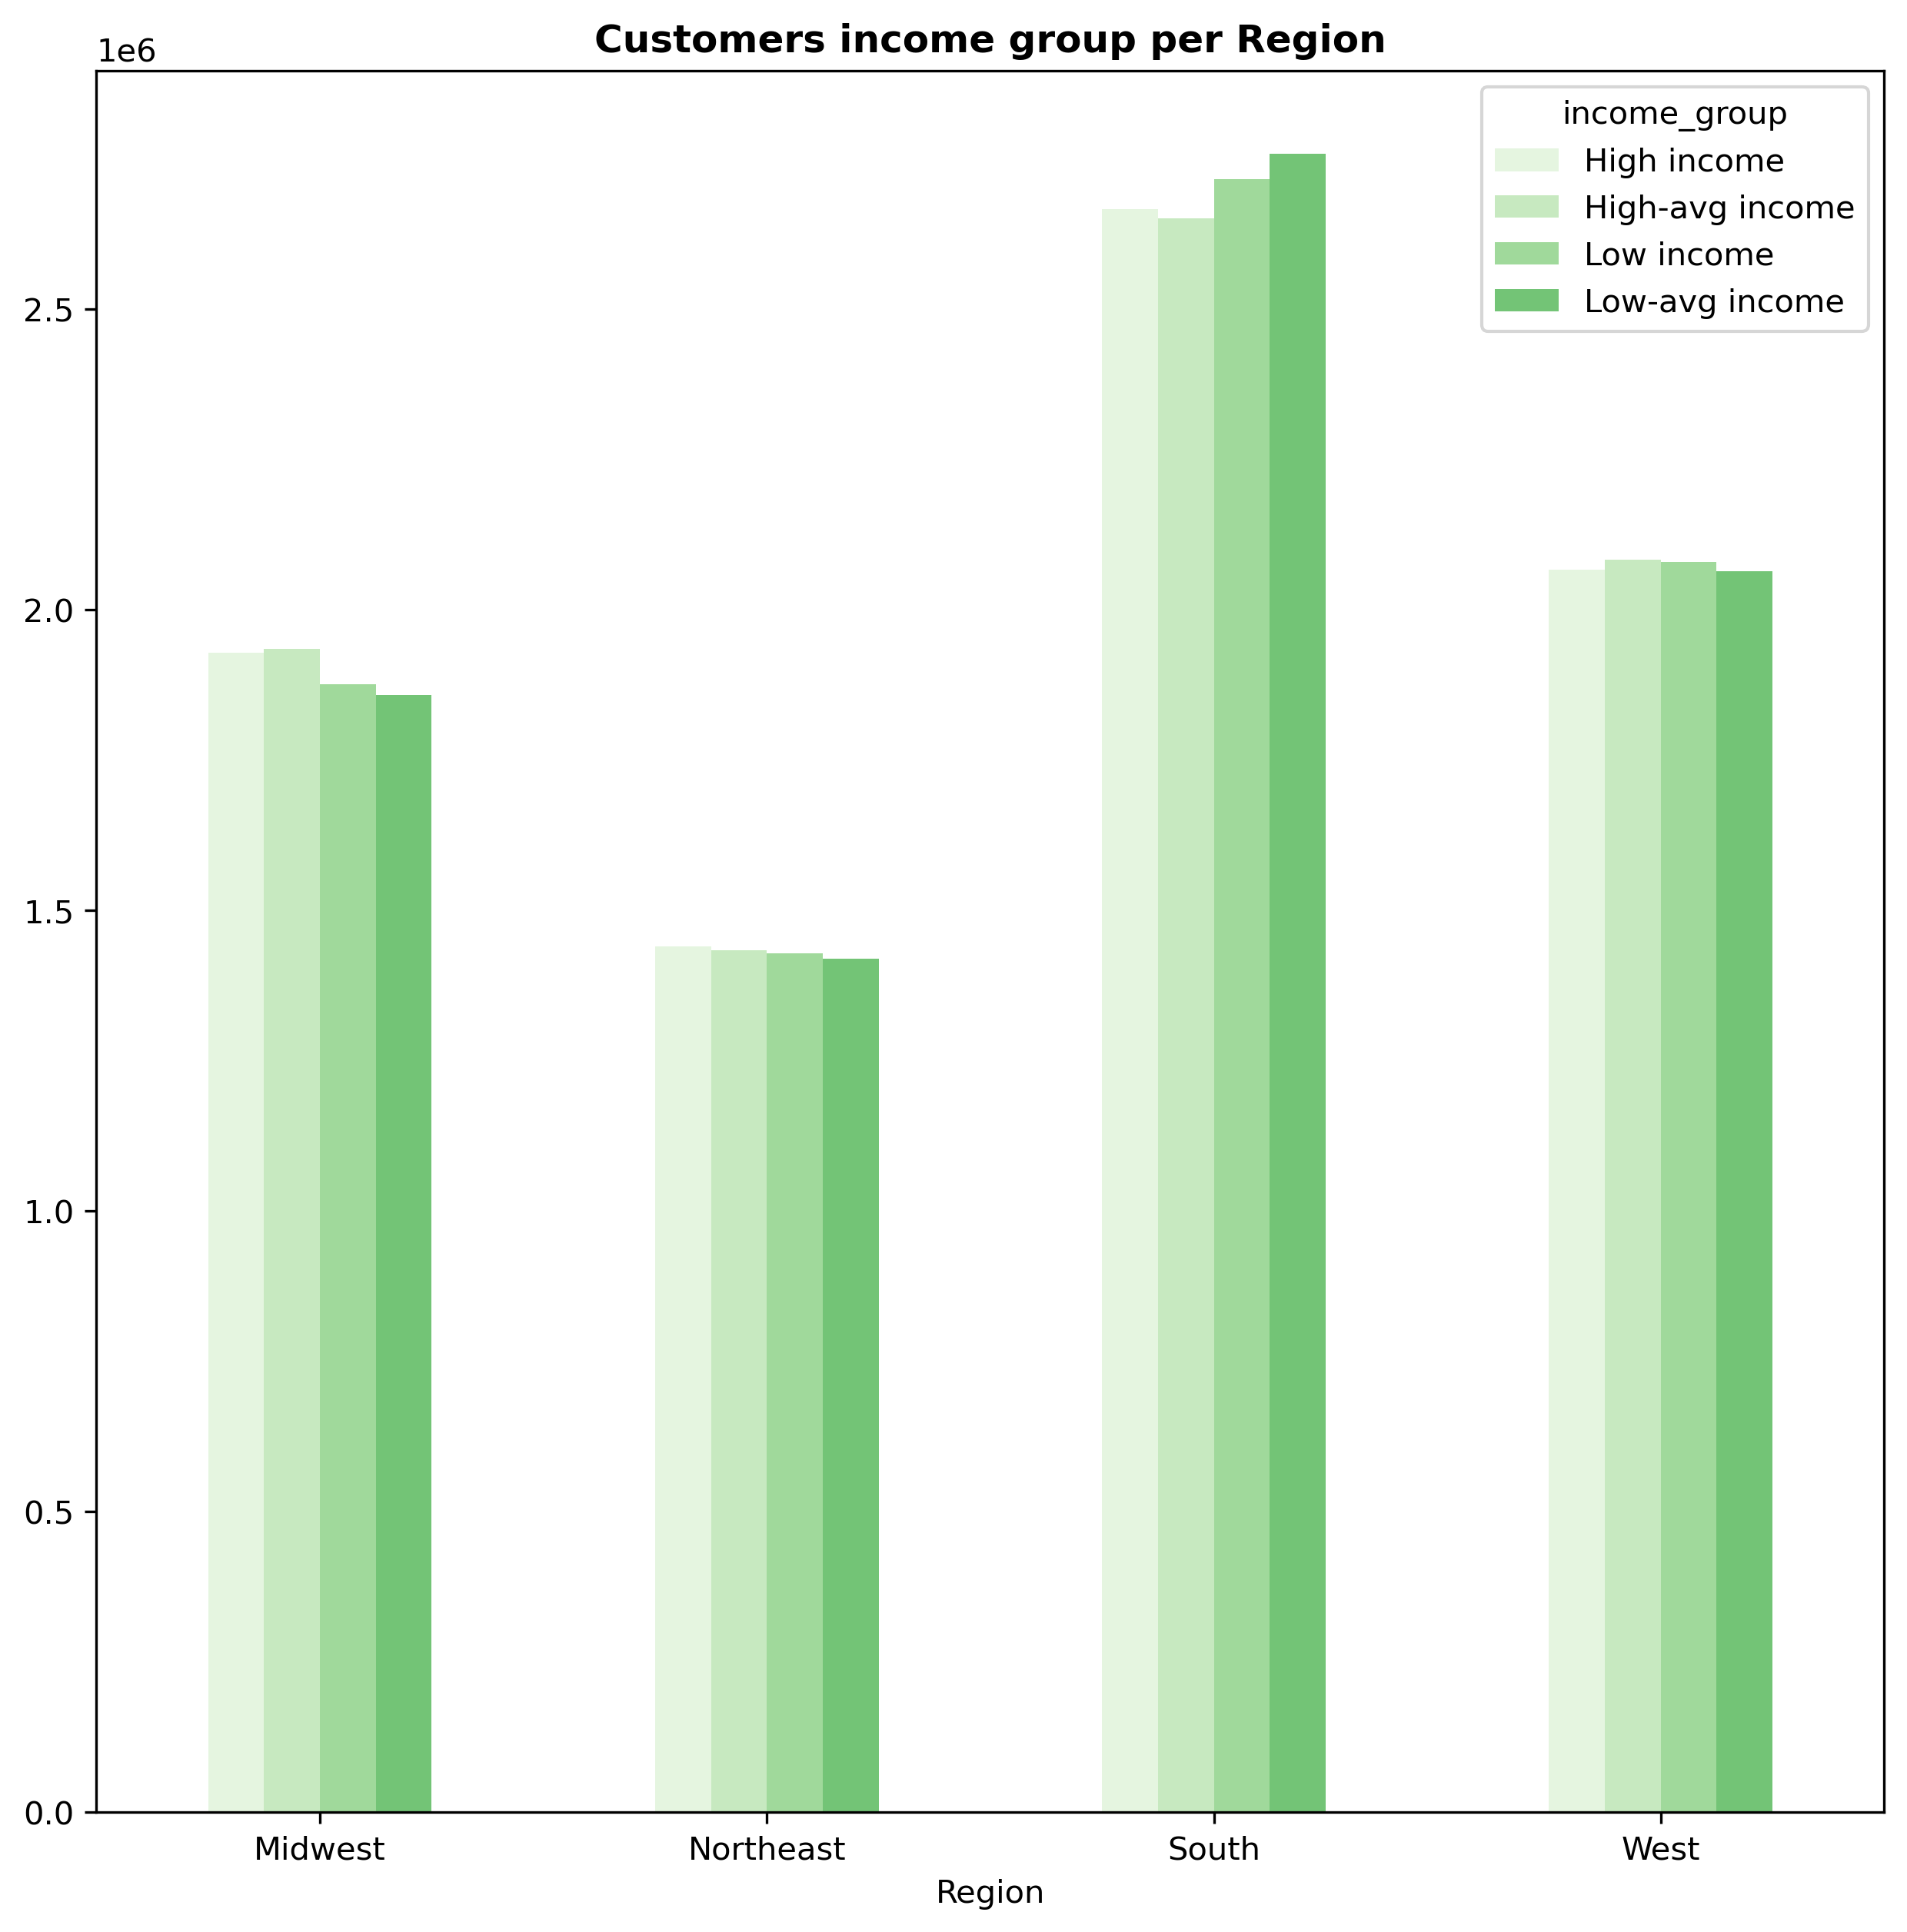 Customers income group per Region
1e6
income_group
High income
High-avg income
Low income
Low-avg income
2.5
2.0
1.5
1.0
0.5
0.0
Midwest Northeast South West
Region